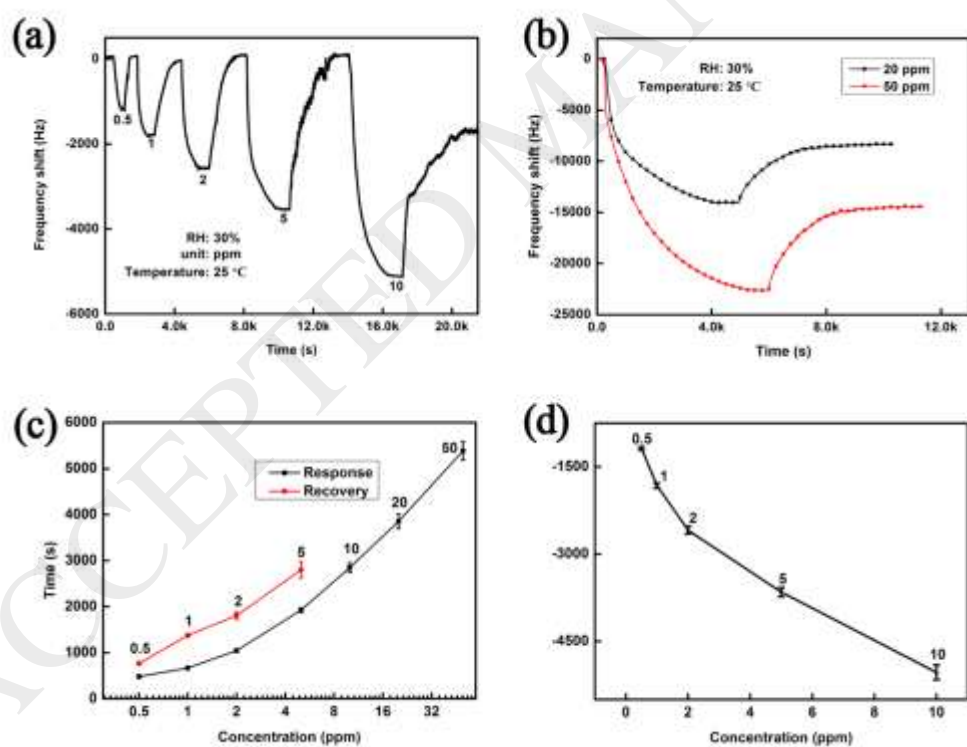 (a)
0
-2000
-4000
-6000
Frequency shift (Hz)
0.5
1
2
5
10
RH: 30%
unit: ppm
Temperature: 25 °C
0.0 4.0k 8.0k 12.0k 16.0k 20.0k
Time (s)
(b)
0
-5000
-10000
-15000
-20000
-25000
Frequency shift (Hz)
RH: 30%
Temperature: 25 °C
20 ppm
50 ppm
0.0 4.0k 8.0k 12.0k
Time (s)
(c)
6000
5000
4000
3000
2000
1000
0
Time (s)
Response
Recovery
0.5
1
2
5
10
20
50
0.5 1 2 4 8 16 32
Concentration (ppm)
(d)
-1500
-3000
-4500
0.5
1
2
5
10
0 2 4 6 8 10
Concentration (ppm)
ACCEPTED MA